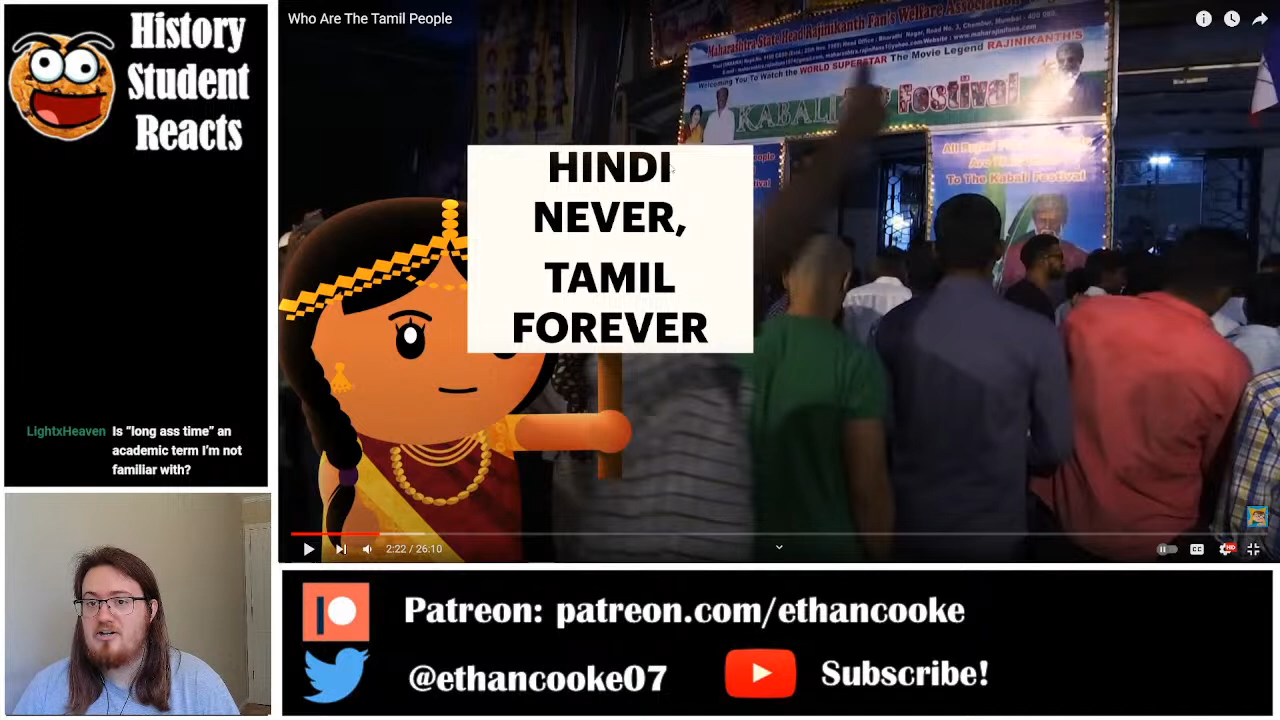 History
Student
Reacts
LightxHeaven Is “long ass time” an
academic term I’m not
familiar with?
Who Are The Tamil People
Maharashtra State Head Rajinikanth Fan's Welfare Association
Welcoming You To Watch the WORLD SUPERSTAR The Movie Legend RAJINIKANTH'S
KABALI Festival
To The Kabali Festival
HINDI
NEVER,
TAMIL
FOREVER
2:22 / 26:10
CC
HD
Patreon: patreon.com/ethancooke
@ethancooke07
Subscribe!